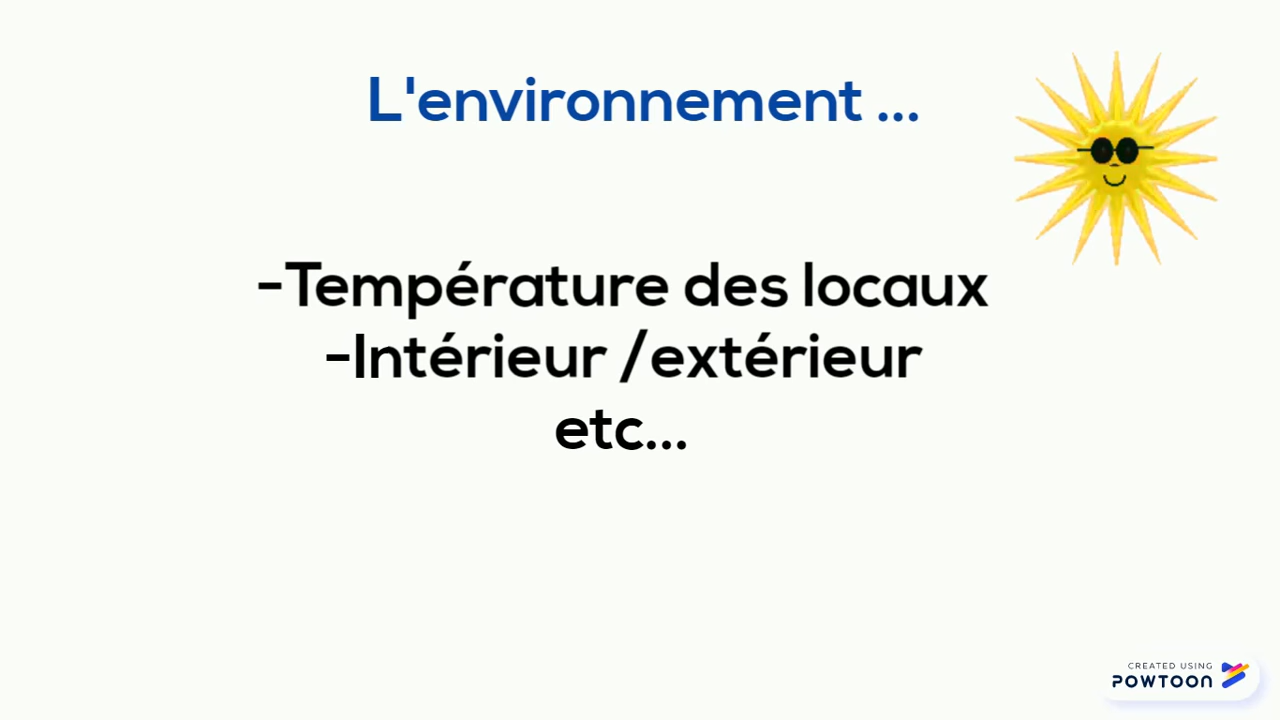 L'environnement ...
-Température des locaux
-Intérieur /extérieur
etc...
CREATED USING
POWTOON